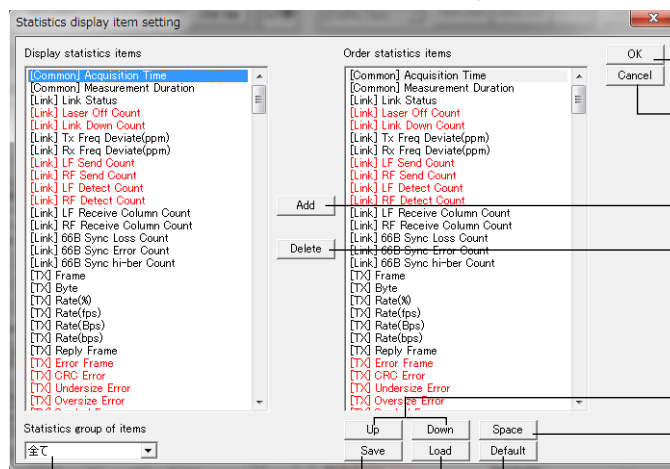 Statistics display item setting
Display statistics items
[Common] Acquisition Time
[Common] Measurement Duration
[Link] Link Status
[Link] Laser Off Count
[Link] Link Down Count
[Link] Tx Freq Deviate(ppm)
[Link] Rx Freq Deviate(ppm)
[Link] LF Send Count
[Link] RF Send Count
[Link] LF Detect Count
[Link] RF Detect Count
[Link] LF Receive Column Count
[Link] RF Receive Column Count
[Link] 66B Sync Loss Count
[Link] 66B Sync Error Count
[Link] 66B Sync hi-ber Count
[TX] Frame
[TX] Byte
[TX] Rate(%)
[TX] Rate(fps)
[TX] Rate(Bps)
[TX] Rate(bps)
[TX] Reply Frame
[TX] Error Frame
[TX] CRC Error
[TX] Undersize Error
[TX] Oversize Error
Statistics group of items
全て
Add
Delete
Order statistics items
[Common] Acquisition Time
[Common] Measurement Duration
[Link] Link Status
[Link] Laser Off Count
[Link] Link Down Count
[Link] Tx Freq Deviate(ppm)
[Link] Rx Freq Deviate(ppm)
[Link] LF Send Count
[Link] RF Send Count
[Link] LF Detect Count
[Link] RF Detect Count
[Link] LF Receive Column Count
[Link] RF Receive Column Count
[Link] 66B Sync Loss Count
[Link] 66B Sync Error Count
[Link] 66B Sync hi-ber Count
[TX] Frame
[TX] Byte
[TX] Rate(%)
[TX] Rate(fps)
[TX] Rate(Bps)
[TX] Rate(bps)
[TX] Reply Frame
[TX] Error Frame
[TX] CRC Error
[TX] Undersize Error
[TX] Oversize Error
Up
Down
Space
Save
Load
Default
OK
Cancel